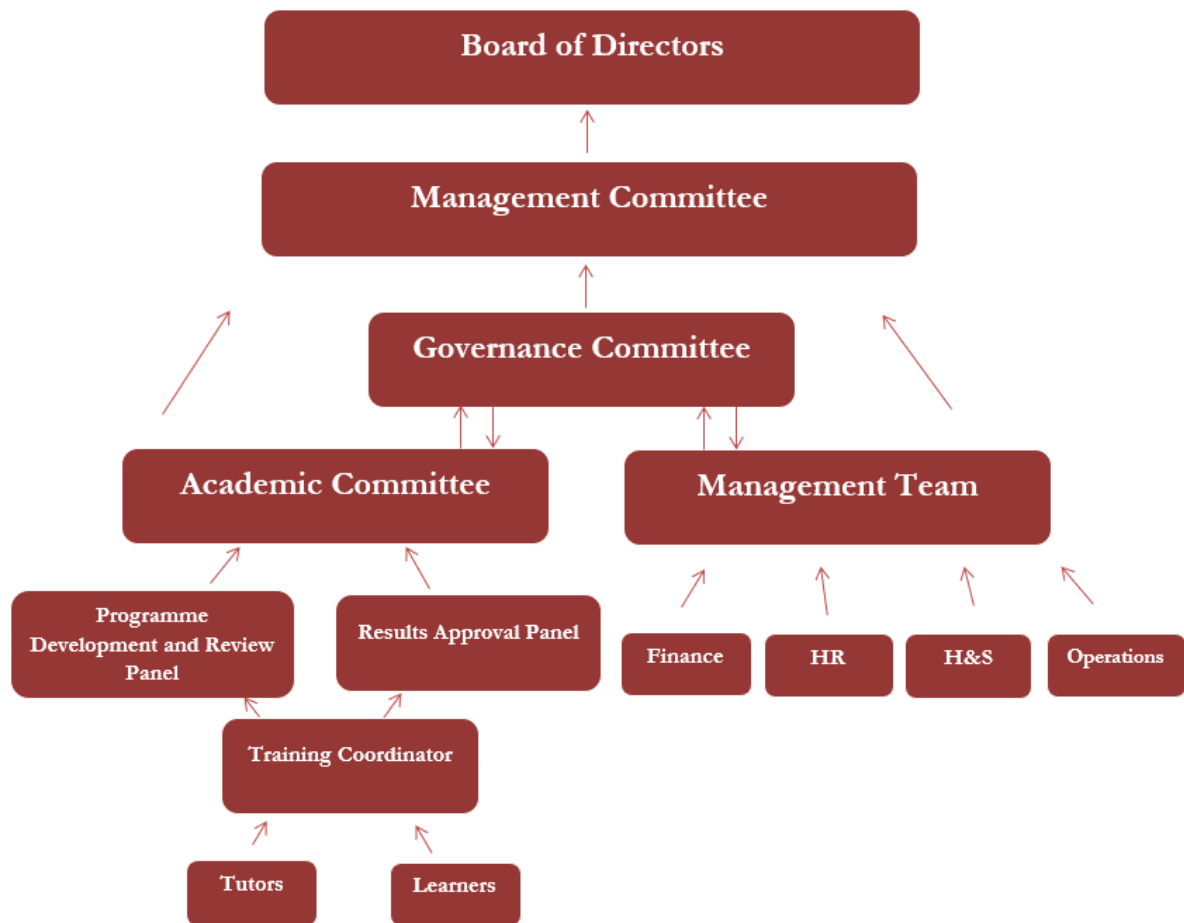 Board of Directors
Management Committee
Governance Committee
Academic Committee
Management Team
Programme
Development and Review
Panel
Results Approval Panel
Finance
HR
H&S
Operations
Training Coordinator
Tutors
Learners